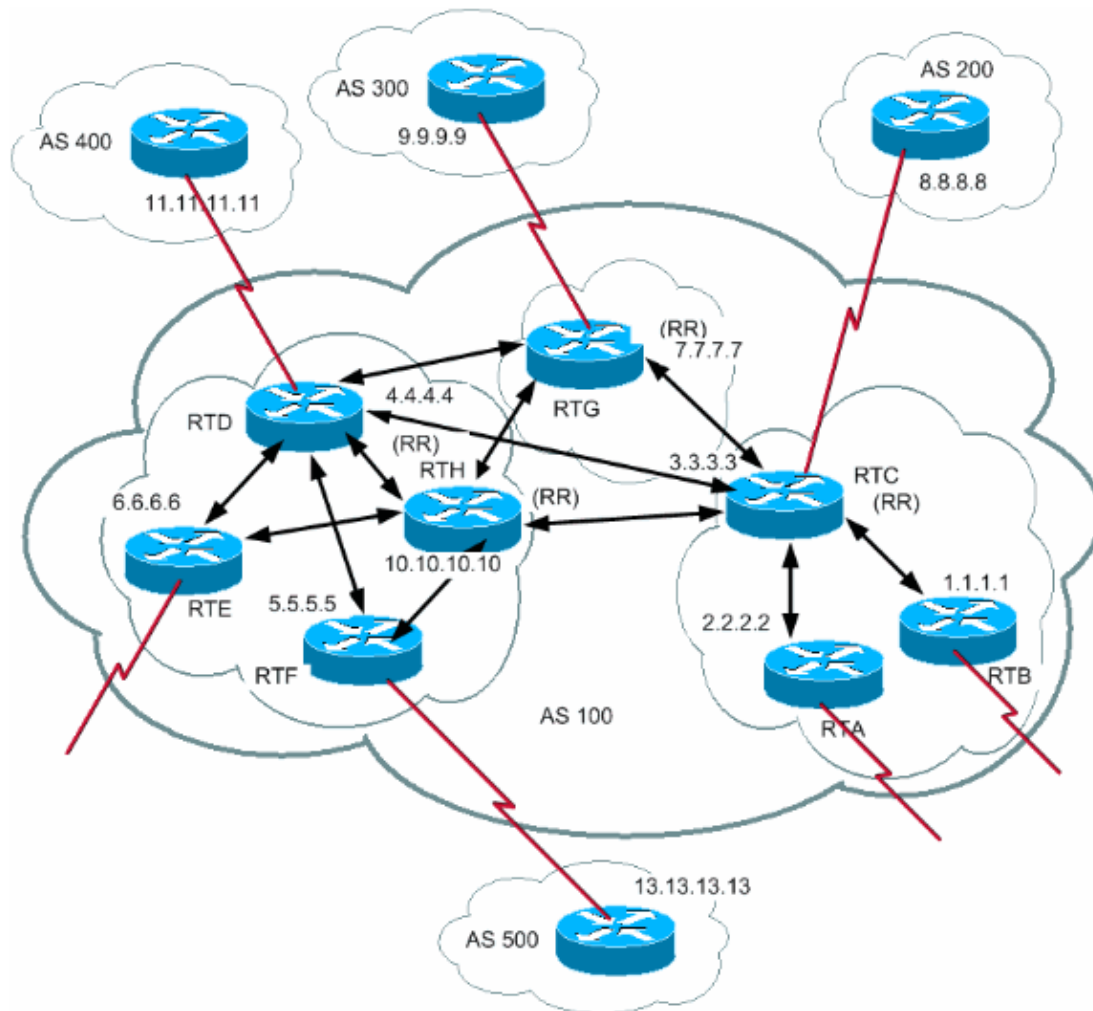 AS 300
AS 200
AS 400
9.9.9.9
8.8.8.8
11.11.11.11
(RR)
7.7.7.7
4.4.4.4
RTG
RTD
(RR)
RTH
3.3.3.3
RTC
(RR)
(RR)
6.6.6.6
10.10.10.10
RTE
5.5.5.5
1.1.1.1
2.2.2.2
RTF
RTB
AS 100
RTA
13.13.13.13
AS 500